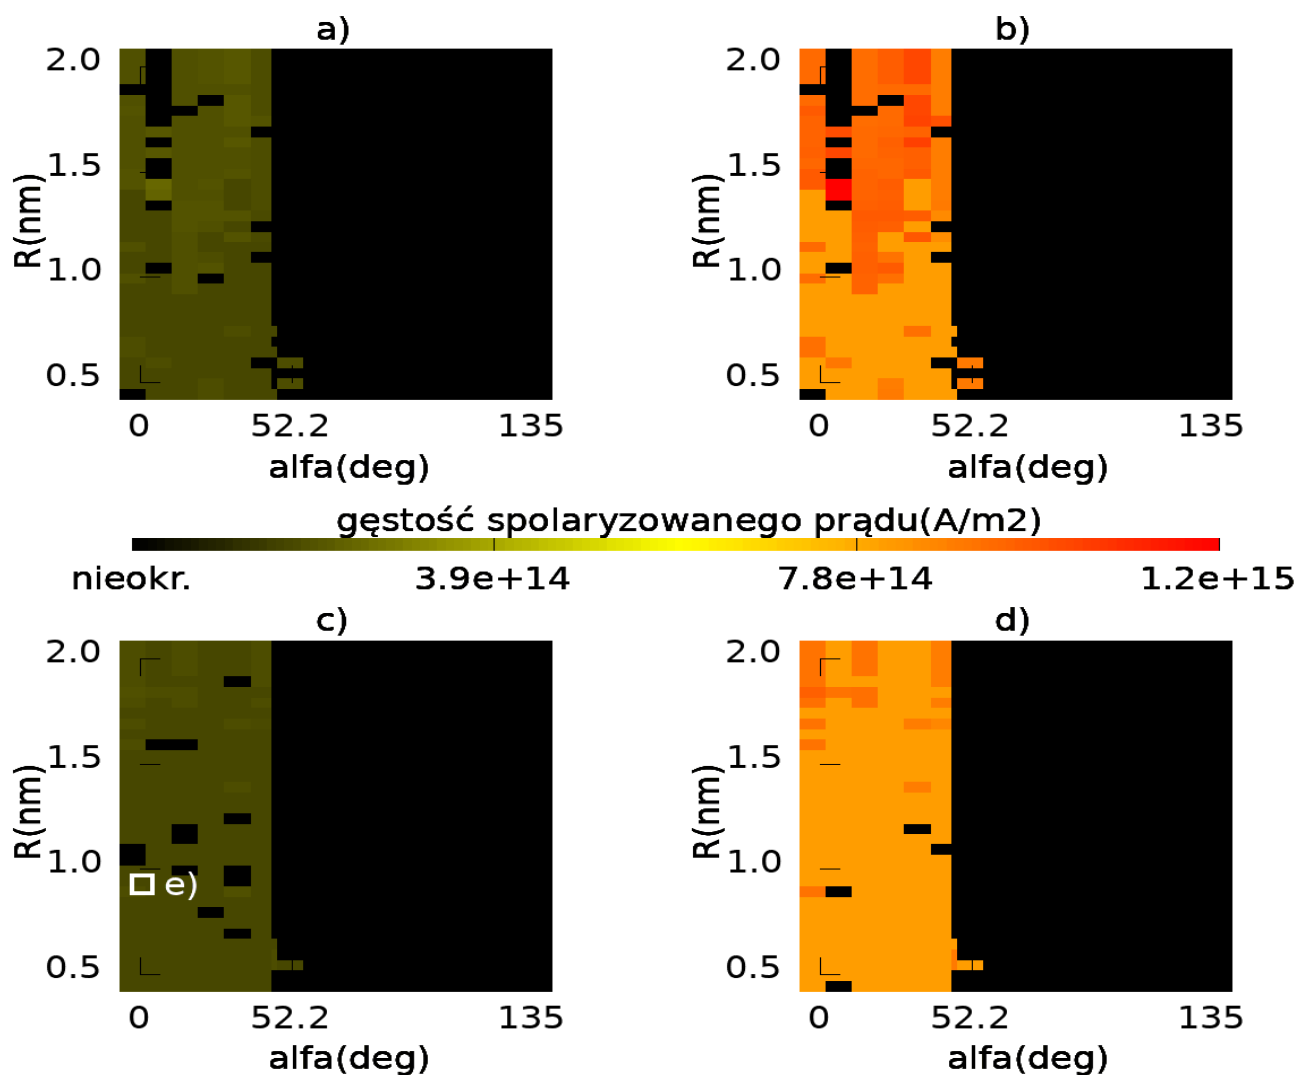 a) b)
2.0 2.0
1.5 1.5
R(nm) R(nm)
1.0 1.0
0.5 0.5
0 52.2 135 0 52.2 135
alfa(deg) alfa(deg)
gęstość spolaryzowanego prądu(A/m2)
nieokr. 3.9e+14 7.8e+14 1.2e+15
c) d)
2.0 2.0
1.5 1.5
R(nm) R(nm)
1.0 1.0
e)
0.5 0.5
0 52.2 135 0 52.2 135
alfa(deg) alfa(deg)